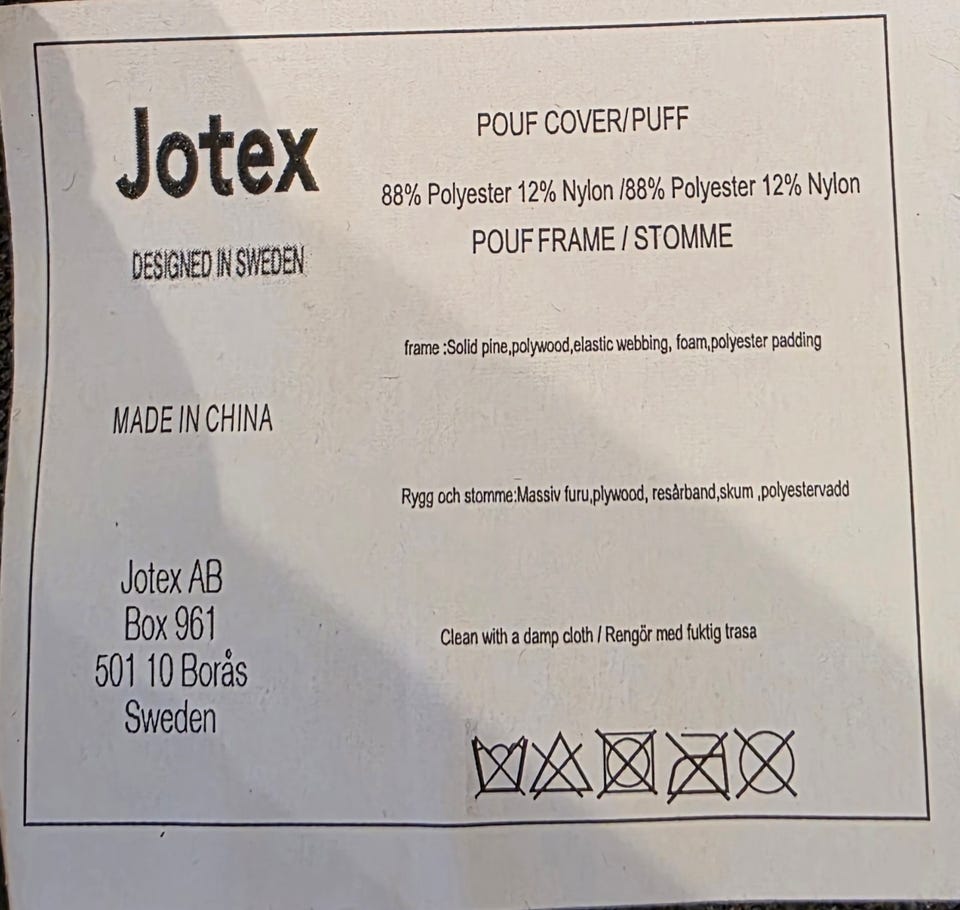 Jotex
DESIGNED IN SWEDEN
MADE IN CHINA
Jotex AB
Box 961
501 10 Borås
Sweden
POUF COVER/PUFF
88% Polyester 12% Nylon /88% Polyester 12% Nylon
POUF FRAME / STOMME
frame :Solid pine,polywood,elastic webbing, foam,polyester padding
Rygg och stomme:Massiv furu,plywood, resårband,skum ,polyestervadd
Clean with a damp cloth / Rengör med fuktig trasa